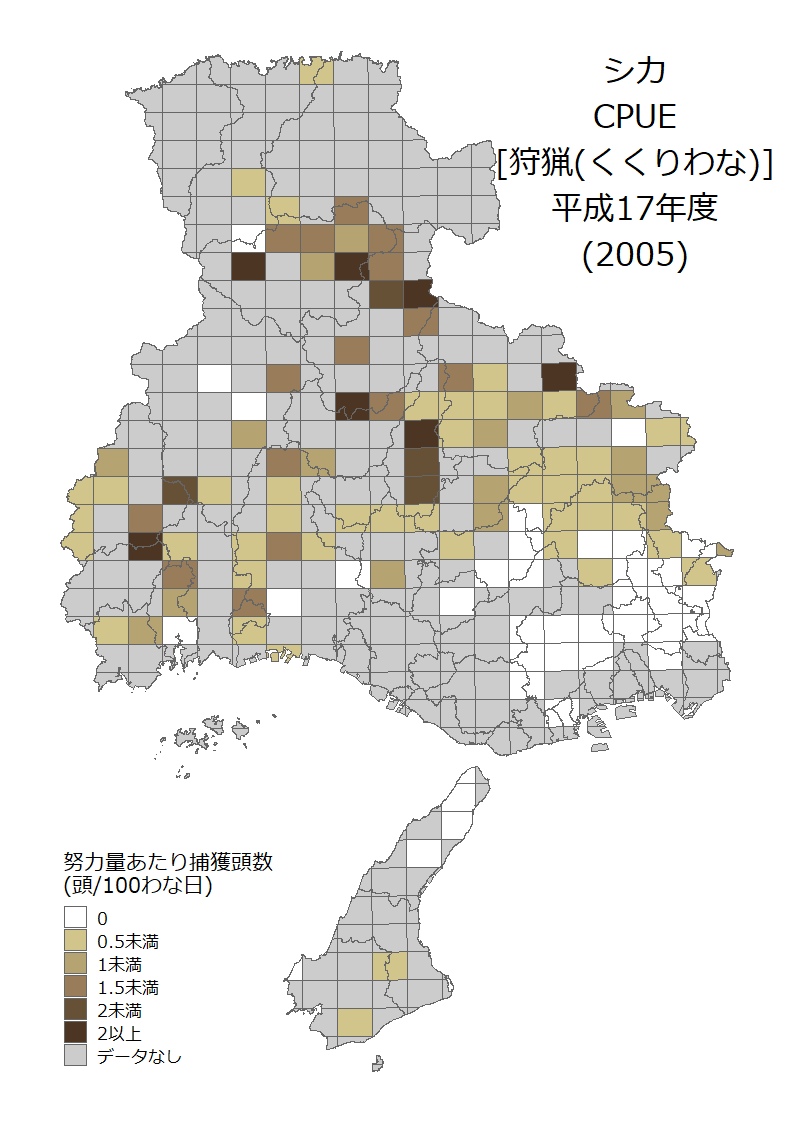 シカ
CPUE
[狩猟(くくりわな)]
平成17年度
(2005)
努力量あたり捕獲頭数
(頭/100わな日)
0
0.5未満
1未満
1.5未満
2未満
2以上
データなし